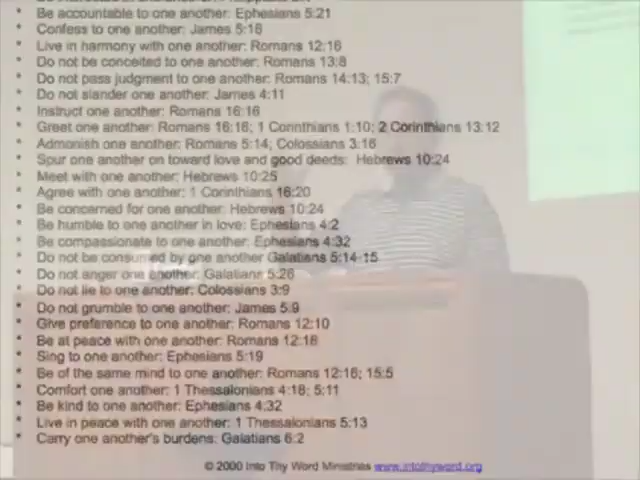 • Be accountable to one another: Ephesians 5:21
• Confess to one another: James 5:16
• Live in harmony with one another: Romans 12:16
• Do not be conceited to one another: Romans 13:8
• Do not pass judgment to one another: Romans 14:13; 15:7
• Do not slander one another: James 4:11
• Instruct one another: Romans 16:16
• Greet one another: Romans 16:16; 1 Corinthians 1:10; 2 Corinthians 13:12
• Admonish one another: Romans 5:14; Colossians 3:16
• Spur one another on toward love and good deeds: Hebrews 10:24
• Meet with one another: Hebrews 10:25
• Agree with one another: 1 Corinthians 16:20
• Be concerned for one another: Hebrews 10:24
• Be humble to one another in love: Ephesians 4:2
• Be compassionate to one another: Ephesians 4:32
• Do not be consumed by one another Galatians 5:14-15
• Do not anger one another: Galatians 5:26
• Do not lie to one another: Colossians 3:9
• Do not grumble to one another: James 5:9
• Give preference to one another: Romans 12:10
• Be at peace with one another: Romans 12:18
• Sing to one another: Ephesians 5:19
• Be of the same mind to one another: Romans 12:16; 15:5
• Comfort one another: 1 Thessalonians 4:18; 5:11
• Be kind to one another: Ephesians 4:32
• Live in peace with one another: 1 Thessalonians 5:13
• Carry one another's burdens: Galatians 6:2
© 2000 Into Thy Word Ministries www.intothyword.org